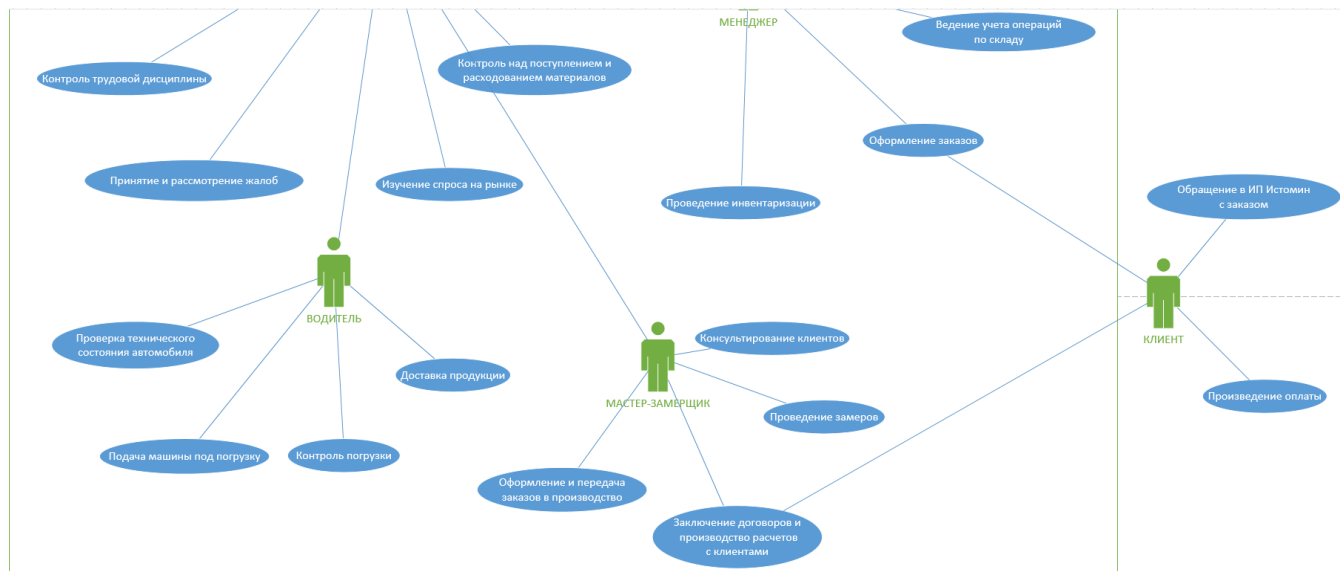 МЕНЕДЖЕР
Ведение учета операций
по складу
Контроль трудовой дисциплины
Контроль над поступлением и
расходованием материалов
Оформление заказов
Принятие и рассмотрение жалоб
Изучение спроса на рынке
Проведение инвентаризации
Обращение в ИП Истомин
с заказом
ВОДИТЕЛЬ
КЛИЕНТ
Проверка технического
состояния автомобиля
Консультирование клиентов
Доставка продукции
МАСТЕР-ЗАМЕРЩИК
Произведение оплаты
Проведение замеров
Подача машины под погрузку
Контроль погрузки
Оформление и передача
заказов в производство
Заключение договоров и
производство расчетов
с клиентами